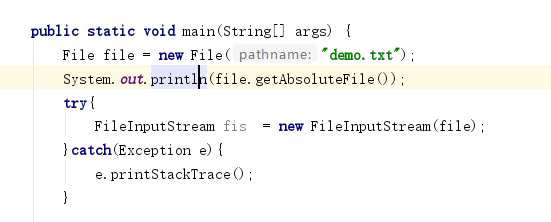 public static void main(String[] args) {
File file = new File( pathname: "demo.txt");
System.out.println(file.getAbsoluteFile());
try{
FileInputStream fis  = new FileInputStream(file);
}catch(Exception e){
e.printStackTrace();
}